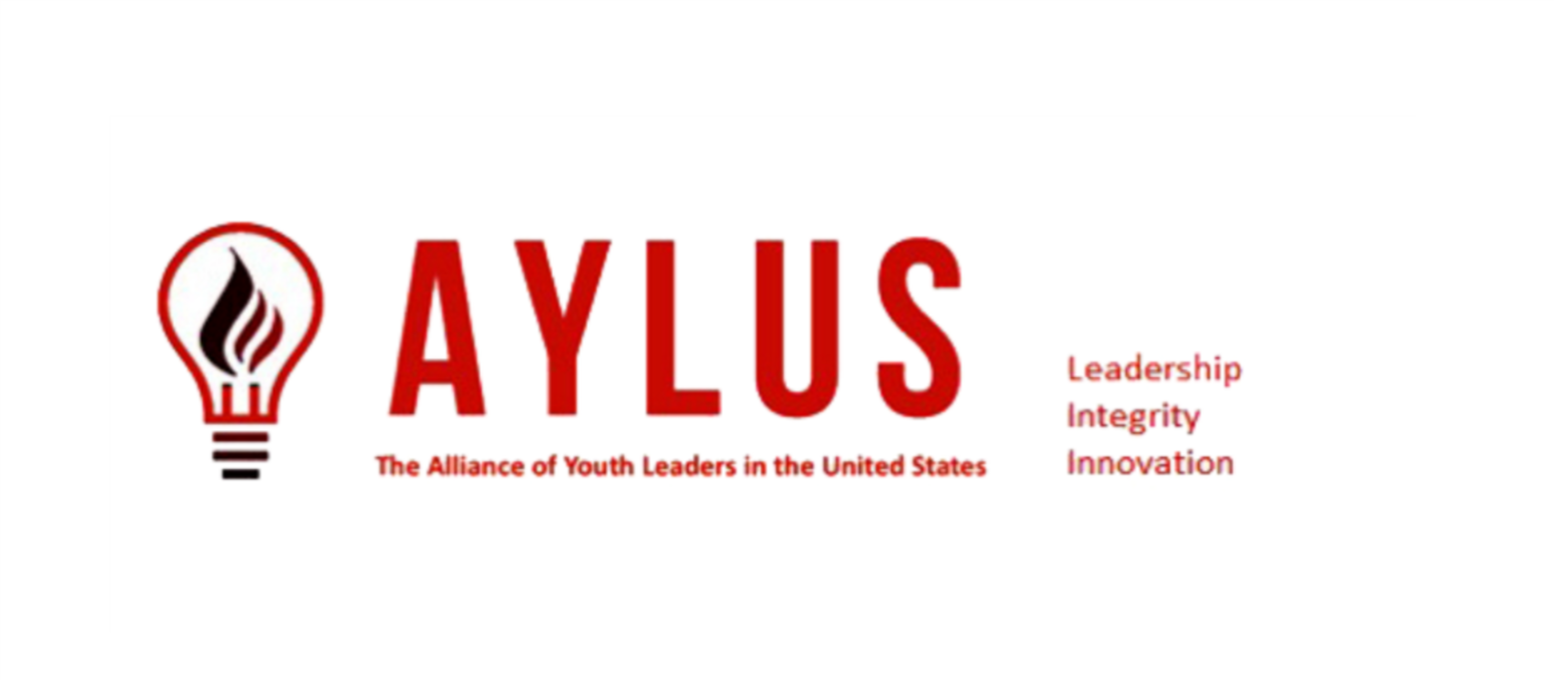 AYLUS
The Alliance of Youth Leaders in the United States
Leadership
Integrity
Innovation